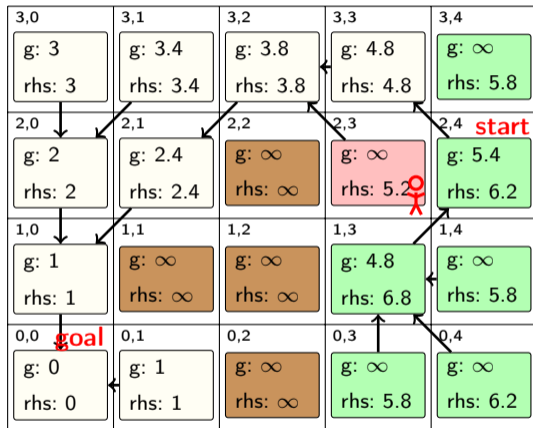 3,0 3,1 3,2 3,3 3,4
g: 3 g: 3.4 g: 3.8 g: 4.8 g: ∞
rhs: 3 rhs: 3.4 rhs: 3.8 rhs: 4.8 rhs: 5.8
2,0 2,1 2,2 2,3 2,4 start
g: 2 g: 2.4 g: ∞ g: ∞ g: 5.4
rhs: 2 rhs: 2.4 rhs: ∞ rhs: 5.2 rhs: 6.2
1,0 1,1 1,2 1,3 1,4
g: 1 g: ∞ g: ∞ g: 4.8 g: ∞
rhs: 1 rhs: ∞ rhs: ∞ rhs: 6.8 rhs: 5.8
0,0 goal 0,1 0,2 0,3 0,4
g: 0 g: 1 g: ∞ g: ∞ g: ∞
rhs: 0 rhs: 1 rhs: ∞ rhs: 5.8 rhs: 6.2